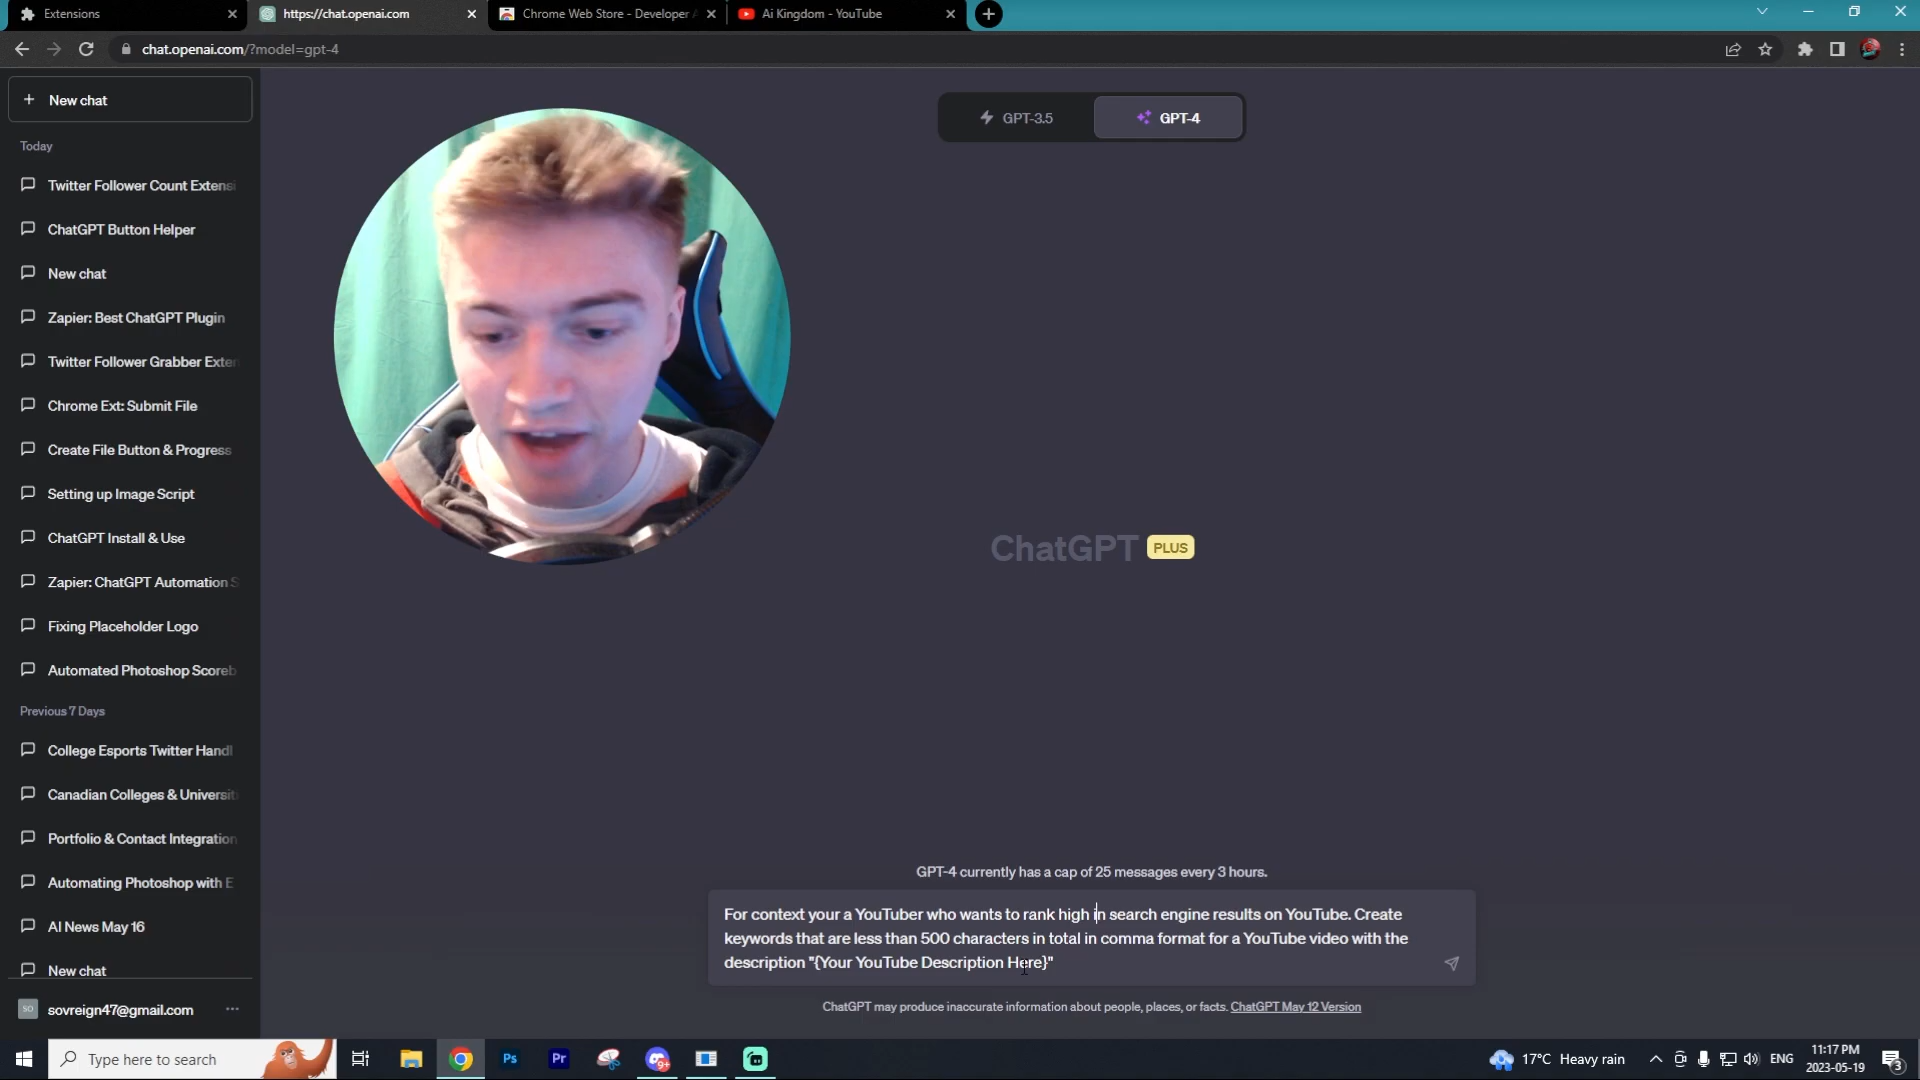 Extensions
https://chat.openai.com
Chrome Web Store - Developer
Ai Kingdom - YouTube
chat.openai.com/?model=gpt-4
New chat
GPT-3.5
GPT-4
Today
Twitter Follower Count Extensi
ChatGPT Button Helper
New chat
Zapier: Best ChatGPT Plugin
Twitter Follower Grabber Exten
Chrome Ext: Submit File
Create File Button & Progress
Setting up Image Script
ChatGPT Install & Use
Zapier: ChatGPT Automation S
Fixing Placeholder Logo
Automated Photoshop Scoreb
Previous 7 Days
College Esports Twitter Handl
Canadian Colleges & Universit
Portfolio & Contact Integration
Automating Photoshop with E
AI News May 16
New chat
sovreign47@gmail.com
ChatGPT PLUS
GPT-4 currently has a cap of 25 messages every 3 hours.
For context your a YouTuber who wants to rank high in search engine results on YouTube. Create
keywords that are less than 500 characters in total in comma format for a YouTube video with the
description "{Your YouTube Description Here}"
ChatGPT may produce inaccurate information about people, places, or facts. ChatGPT May 12 Version
Type here to search
Ps
Pr
9+
17°C Heavy rain
ENG
11:17 PM
2023-05-19
3